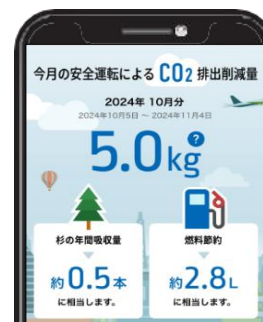 今月の安全運転による CO2 排出削減量
2024年 10月分
2024年10月5日 ~ 2024年11月4日
5.0kg ?
杉の年間吸収量 燃料節約
約0.5本 約2.8L
に相当します。 に相当します。